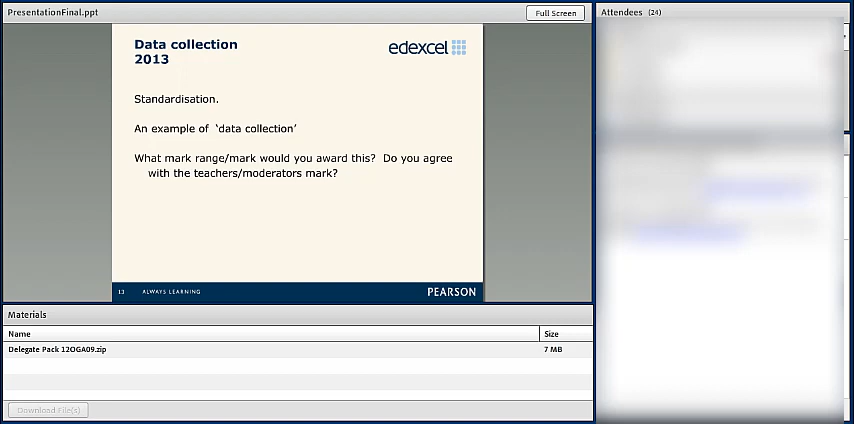 PresentationFinal.ppt
Full Screen
Attendees (24)
Data collection
2013
edexcel
Standardisation.
An example of 'data collection'
What mark range/mark would you award this? Do you agree
with the teachers/moderators mark?
13 ALWAYS LEARNING PEARSON
Materials
Name Size
Delegate Pack 12OGA09.zip 7 MB
Download File(s)